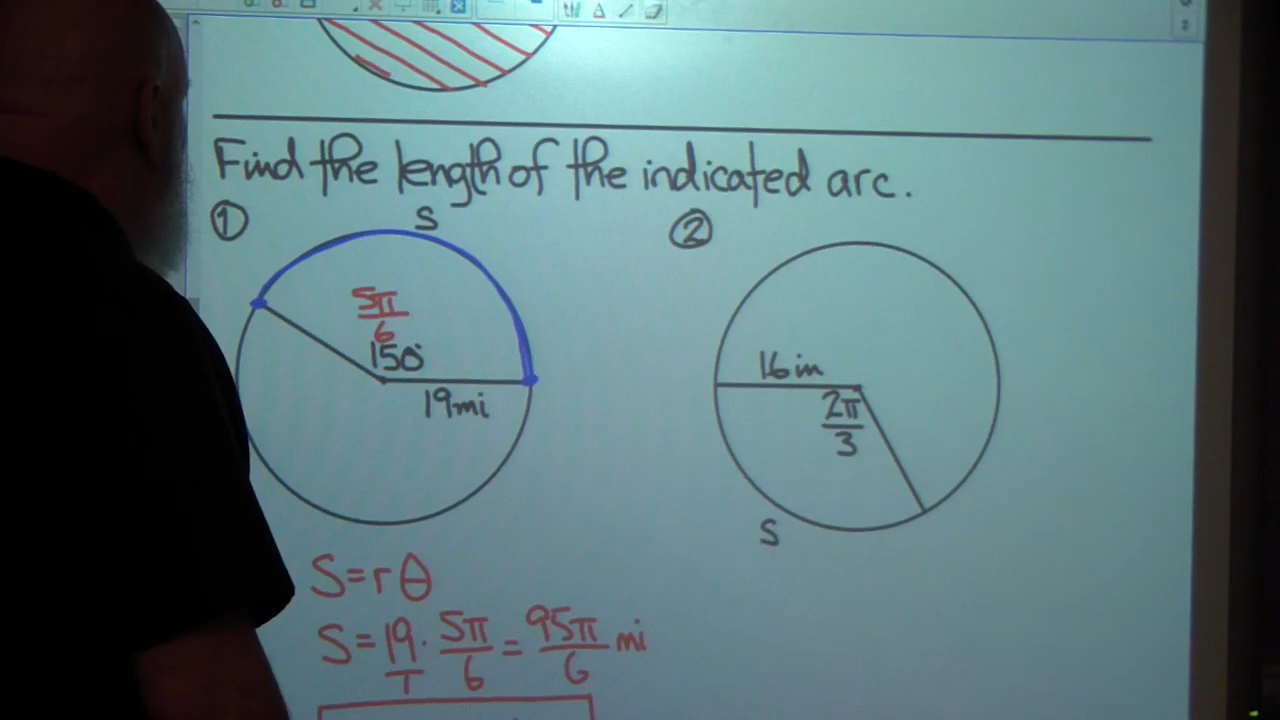 Find the length of the indicated arc.
① S
5π/6
150°
19mi
② 16in
2π/3
S
S=rθ
S=19/1·5π/6=95π/6 mi